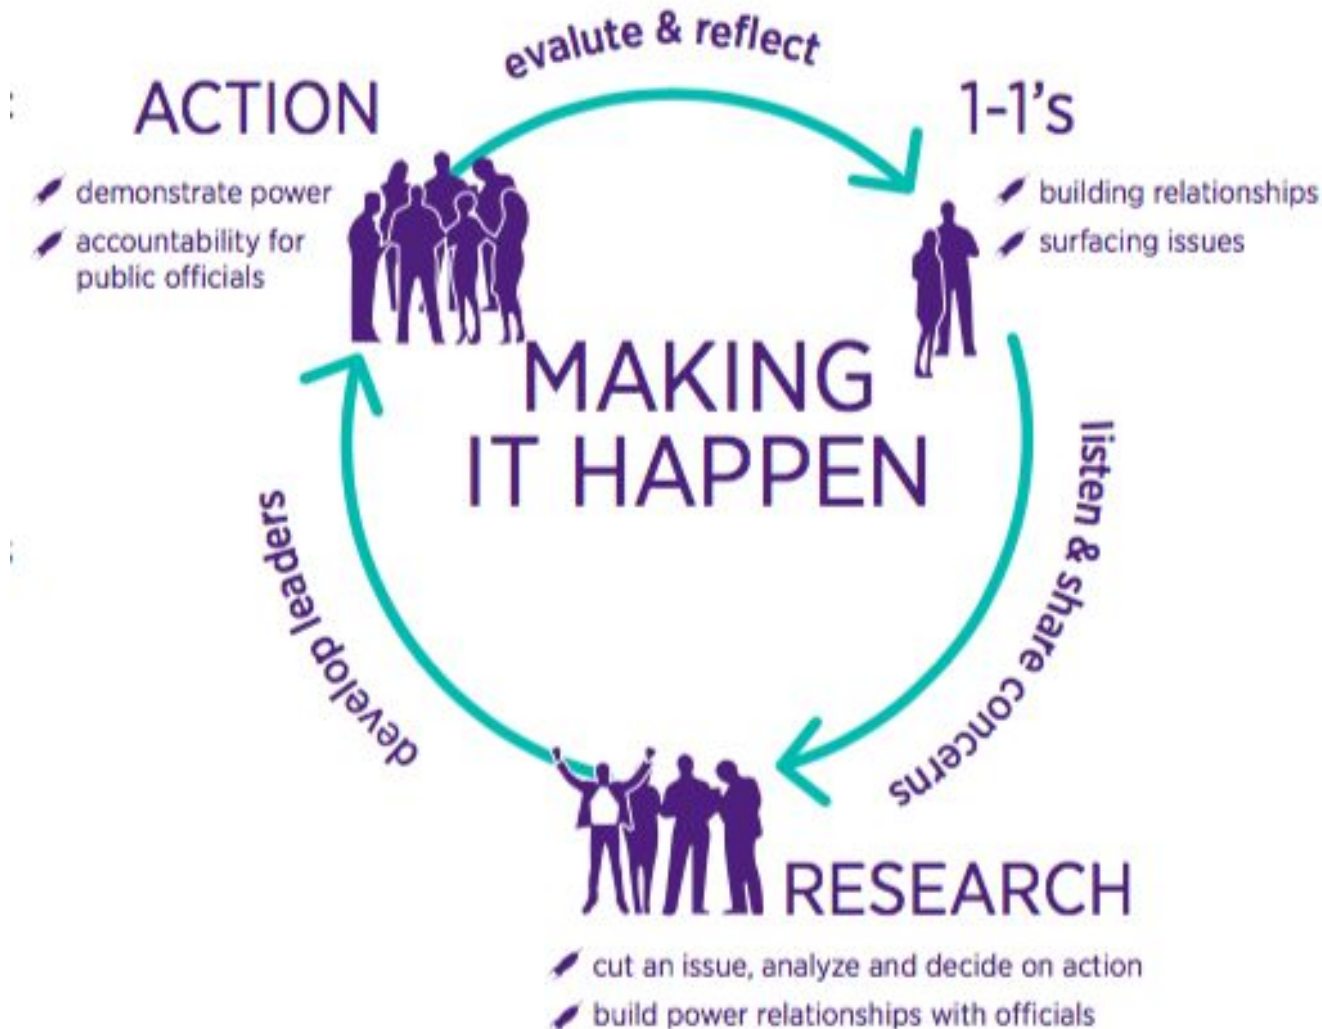 evalute & reflect
ACTION
demonstrate power
accountability for
public officials
1-1's
building relationships
surfacing issues
MAKING
IT HAPPEN
listen & share concerns
develop leaders
RESEARCH
cut an issue, analyze and decide on action
build power relationships with officials